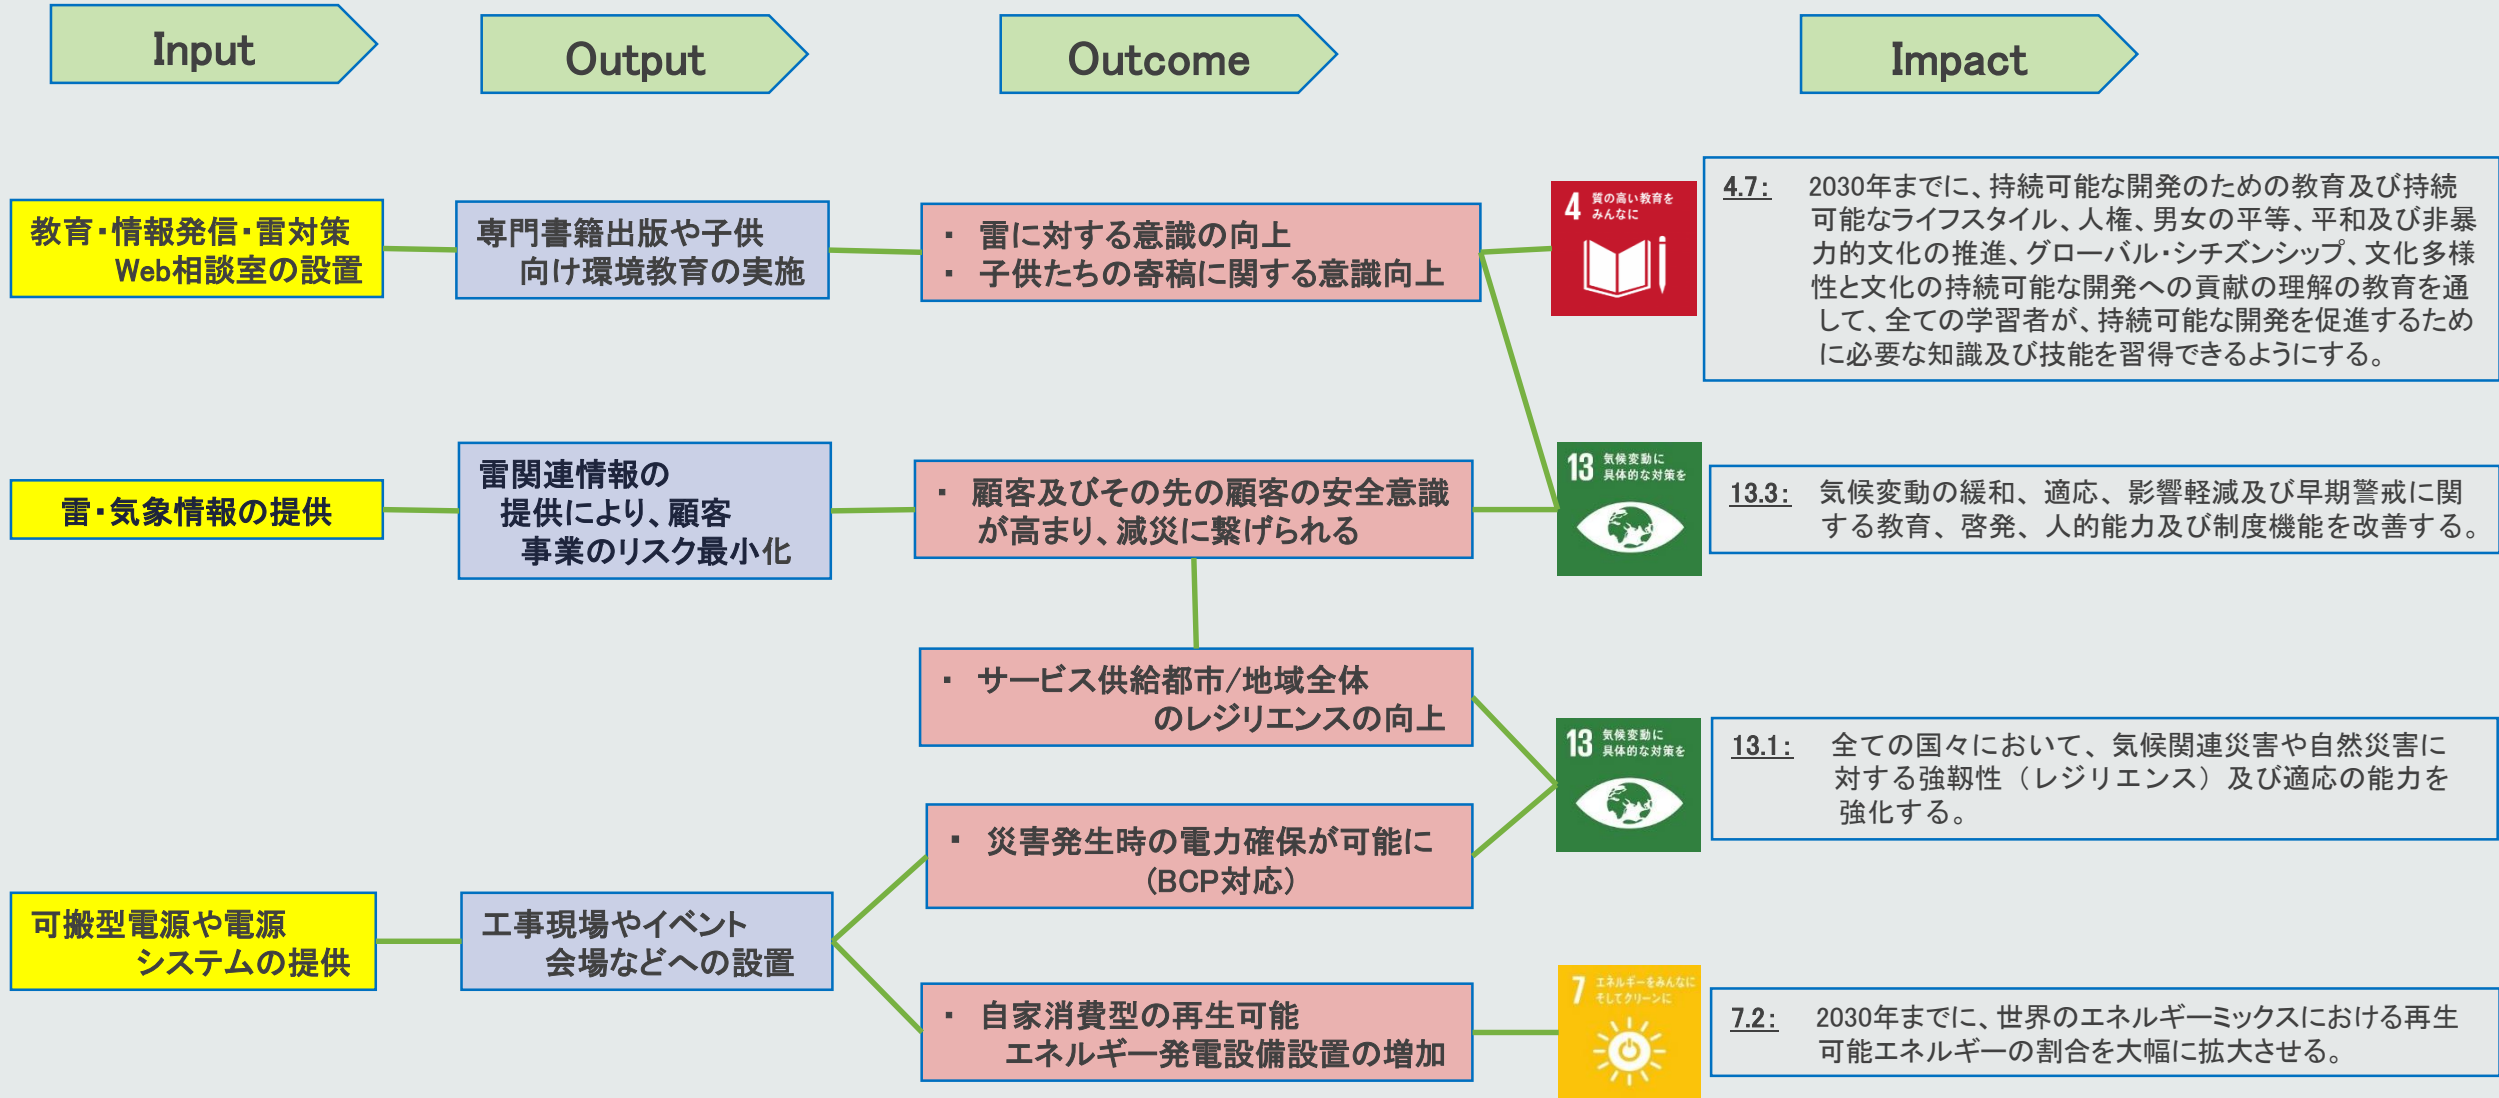 Input
Output
Outcome
Impact
教育・情報発信・雷対策
Web相談室の設置
専門書籍出版や子供
向け環境教育の実施
・ 雷に対する意識の向上
・ 子供たちの寄稿に関する意識向上
4 質の高い教育を
みんなに
4.7: 2030年までに、持続可能な開発のための教育及び持続
可能なライフスタイル、人権、男女の平等、平和及び非暴
力的文化の推進、グローバル・シチズンシップ、文化多様
性と文化の持続可能な開発への貢献の理解の教育を通
して、全ての学習者が、持続可能な開発を促進するため
に必要な知識及び技能を習得できるようにする。
雷・気象情報の提供
雷関連情報の
提供により、顧客
事業のリスク最小化
・ 顧客及びその先の顧客の安全意識
が高まり、減災に繋げられる
13 気候変動に
具体的な対策を
13.3: 気候変動の緩和、適応、影響軽減及び早期警戒に関
する教育、啓発、人的能力及び制度機能を改善する。
・ サービス供給都市/地域全体
のレジリエンスの向上
13 気候変動に
具体的な対策を
13.1: 全ての国々において、気候関連災害や自然災害に
対する強靱性（レジリエンス）及び適応の能力を
強化する。
・ 災害発生時の電力確保が可能に
（BCP対応）
可搬型電源や電源
システムの提供
工事現場やイベント
会場などへの設置
・ 自家消費型の再生可能
エネルギー発電設備設置の増加
7 エネルギーをみんなに
そしてクリーンに
7.2: 2030年までに、世界のエネルギーミックスにおける再生
可能エネルギーの割合を大幅に拡大させる。